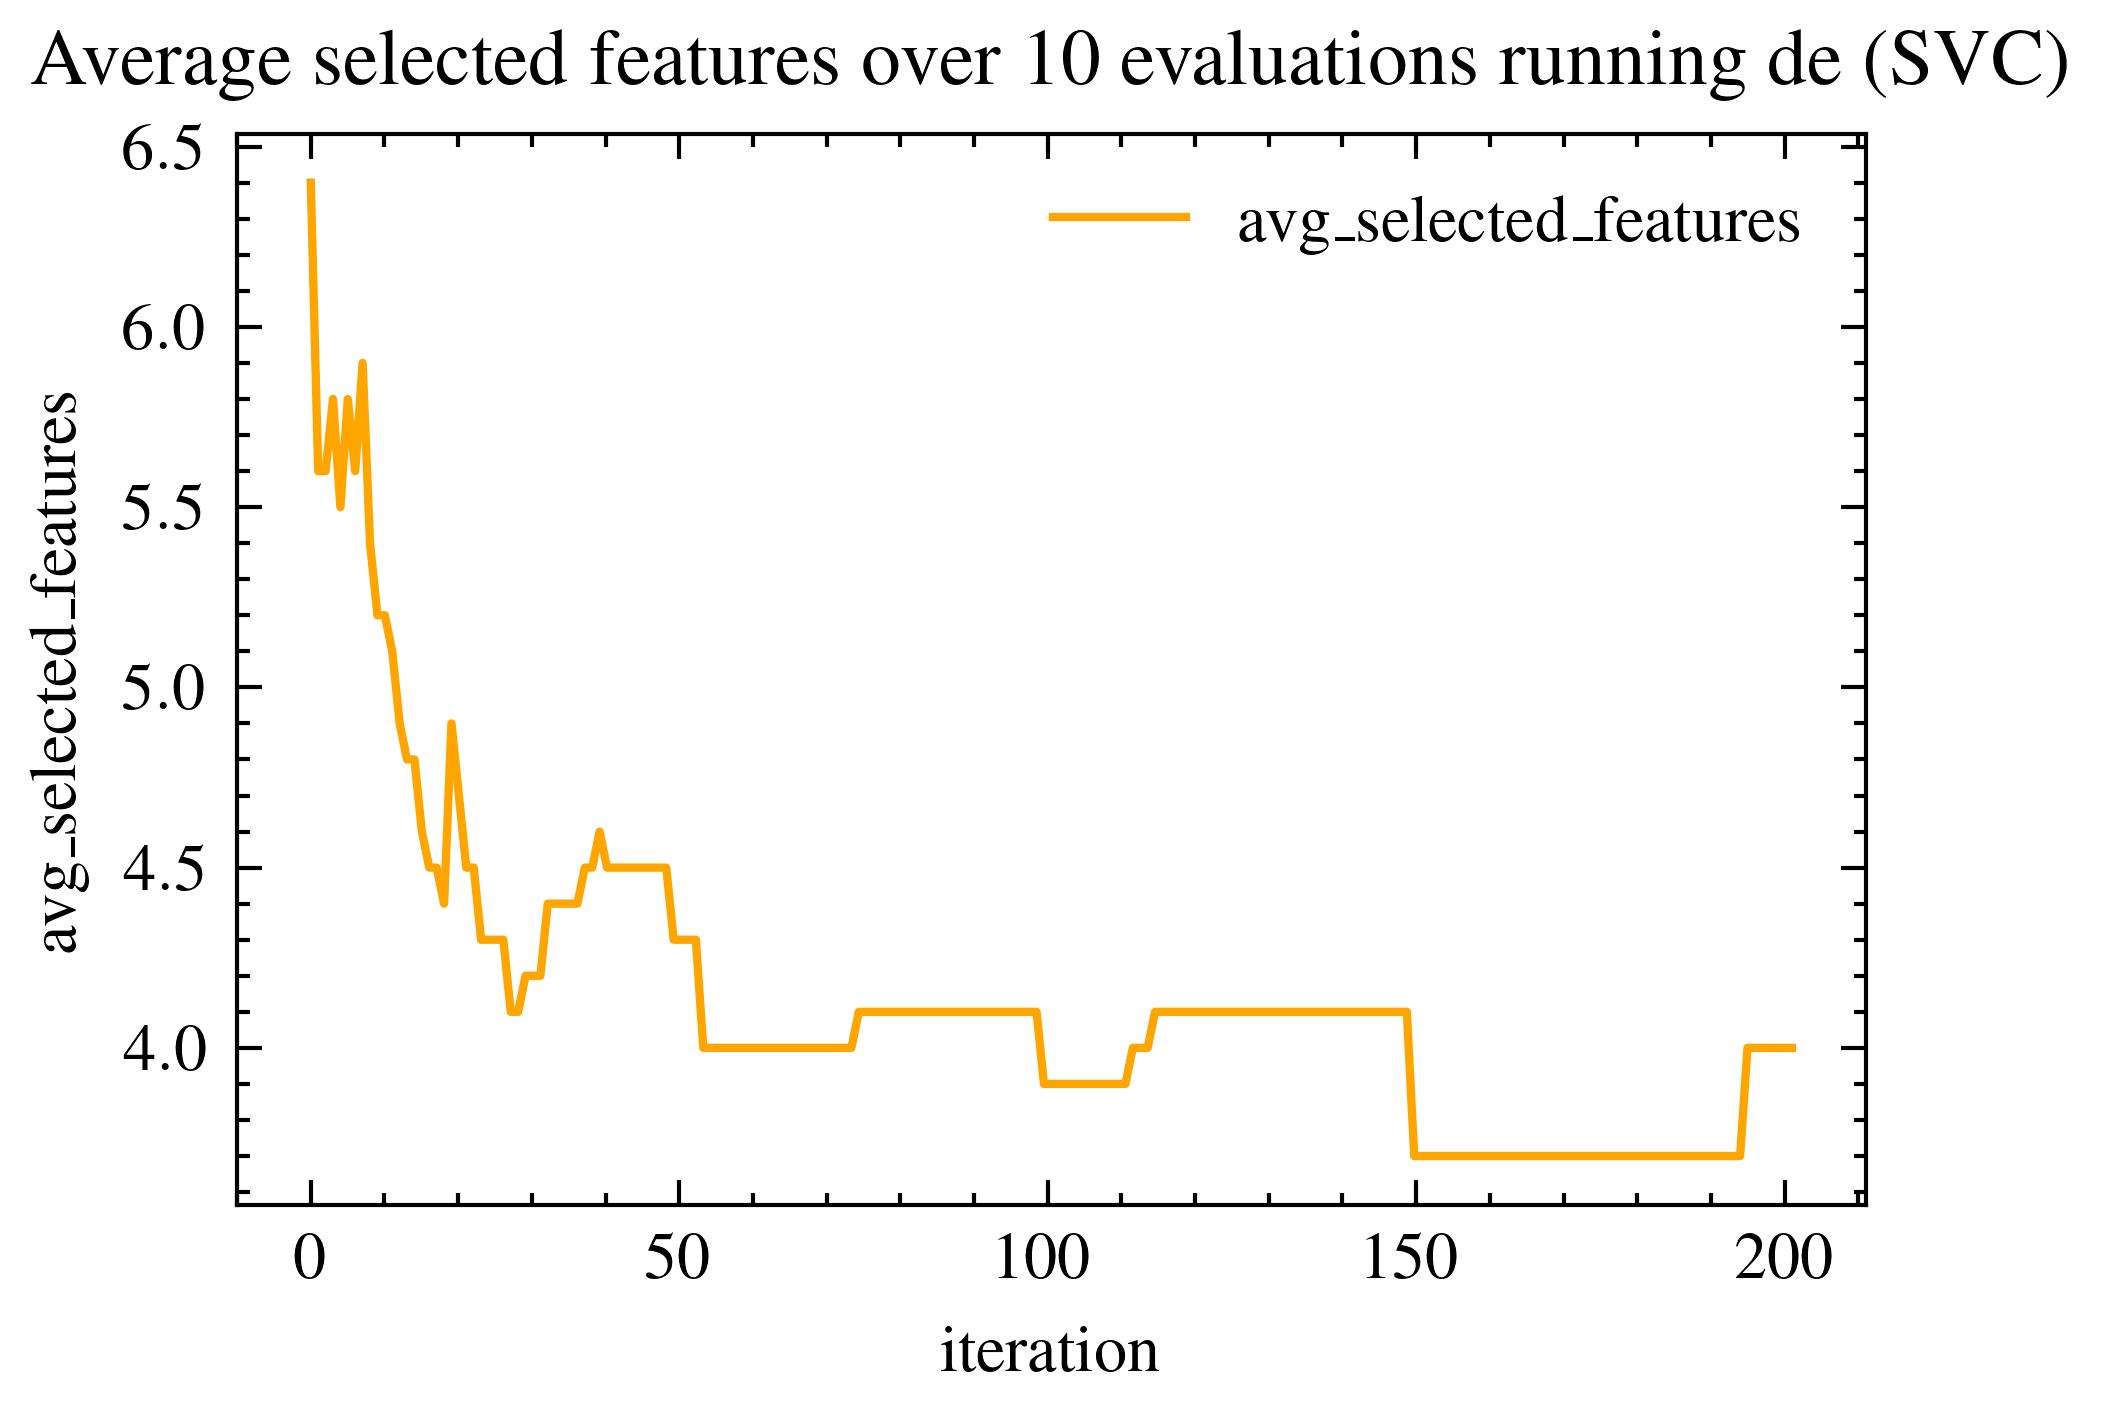 Average selected features over 10 evaluations running de (SVC)
avg_selected_features
6.5
6.0
5.5
5.0
4.5
4.0
avg_selected_features
0 50 100 150 200
iteration